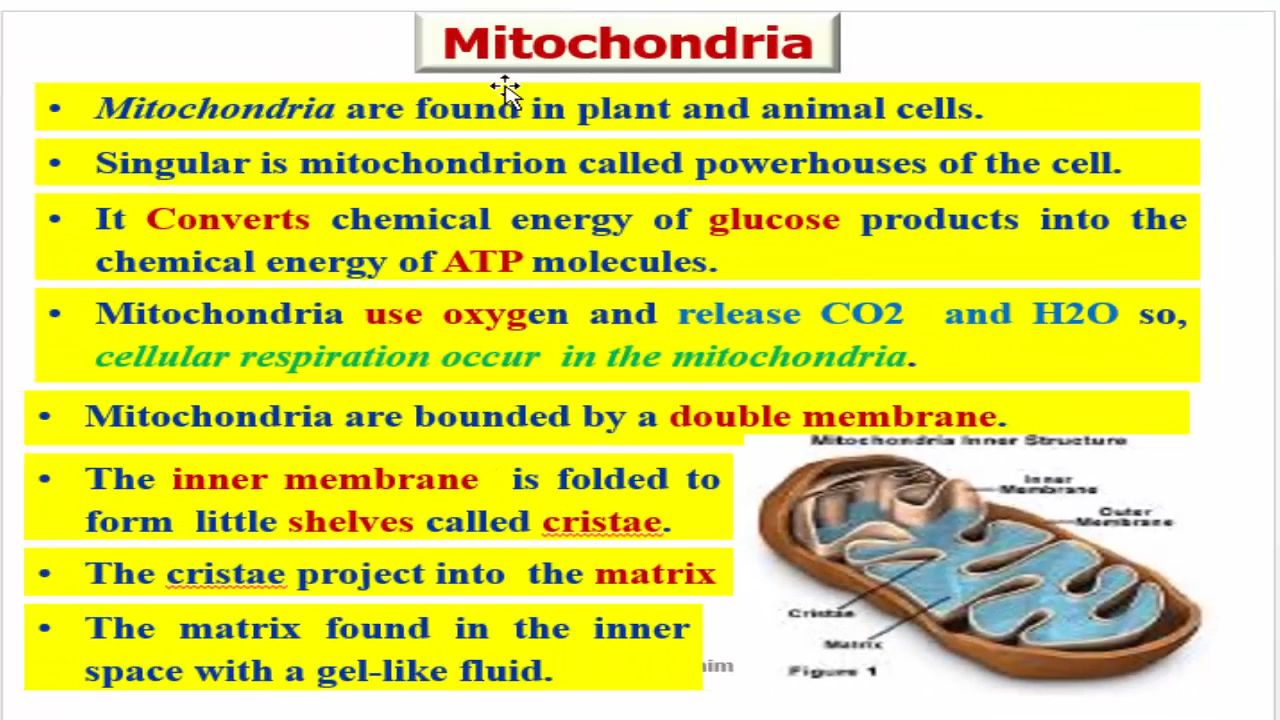 Mitochondria
• Mitochondria are found in plant and animal cells.
• Singular is mitochondrion called powerhouses of the cell.
• It Converts chemical energy of glucose products into the
chemical energy of ATP molecules.
• Mitochondria use oxygen and release CO2 and H2O so,
cellular respiration occur in the mitochondria.
• Mitochondria are bounded by a double membrane.
• The inner membrane is folded to
form little shelves called cristae.
• The cristae project into the matrix
• The matrix found in the inner
space with a gel-like fluid.
Mitochondria Inner Structure
Inner
Membrane
Outer
Membrane
Cristae
Matrix
Figure 1